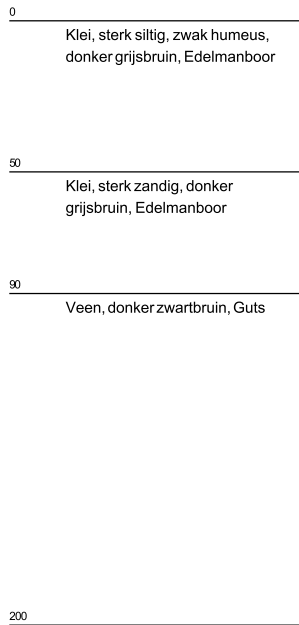 0
Klei, sterk siltig, zwak humeus,
donker grijsbruin, Edelmanboor
50
Klei, sterk zandig, donker
grijsbruin, Edelmanboor
90
Veen, donker zwartbruin, Guts
200